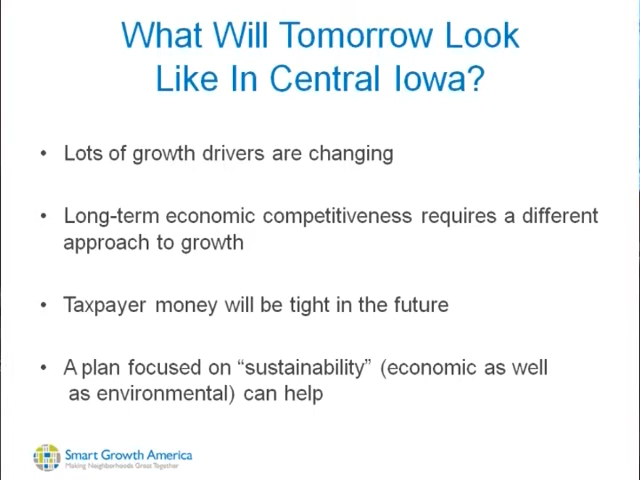 What Will Tomorrow Look
Like In Central Iowa?
• Lots of growth drivers are changing
• Long-term economic competitiveness requires a different
approach to growth
• Taxpayer money will be tight in the future
• A plan focused on “sustainability” (economic as well
as environmental) can help
Smart Growth America
Making Neighborhoods Great Together